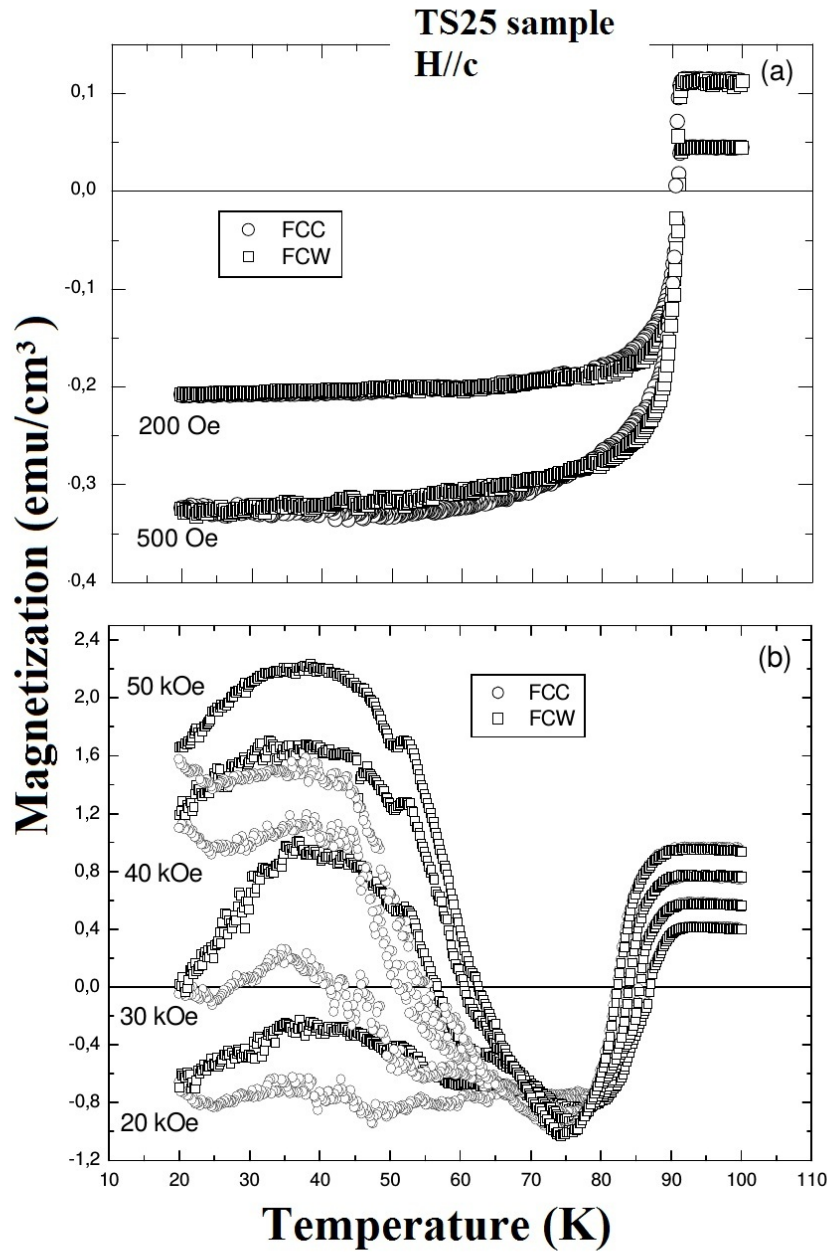 TS25 sample
H//c
(a)
0,1
0,0
-0,1
-0,2
-0,3
-0,4
FCC
FCW
200 Oe
500 Oe
Magnetization (emu/cm³ )
(b)
2,4
2,0
1,6
1,2
0,8
0,4
0,0
-0,4
-0,8
-1,2
50 kOe
40 kOe
30 kOe
20 kOe
FCC
FCW
10 20 30 40 50 60 70 80 90 100 110
Temperature (K)